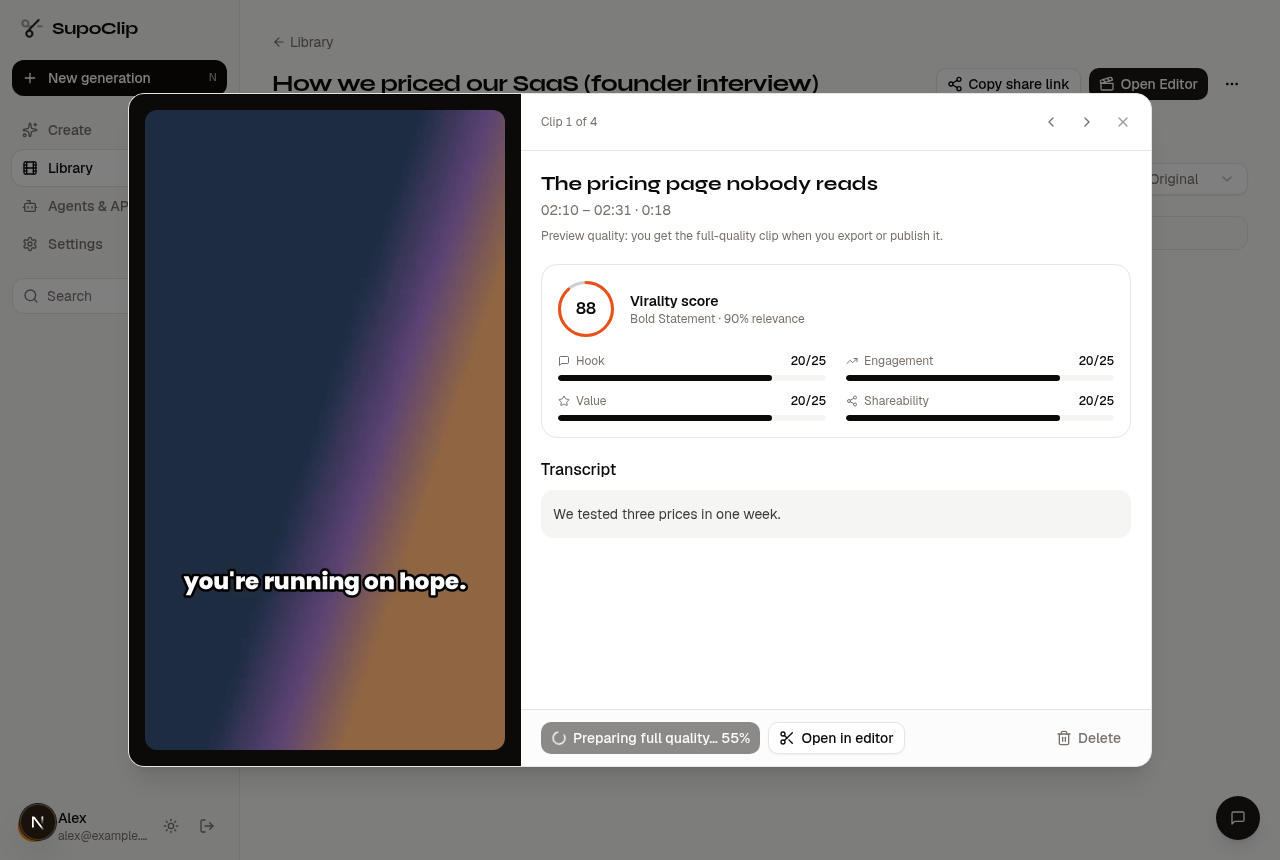 SupoClip
New generation N
Create
Library
Agents & AP
Settings
Search
Alex
alex@example....
Library
How we priced our SaaS (founder interview)
Copy share link
Open Editor
Original
you're running on hope.
Clip 1 of 4
The pricing page nobody reads
02:10 – 02:31 · 0:18
Preview quality: you get the full-quality clip when you export or publish it.
88
Virality score
Bold Statement · 90% relevance
Hook 20/25
Engagement 20/25
Value 20/25
Shareability 20/25
Transcript
We tested three prices in one week.
Preparing full quality... 55%
Open in editor
Delete